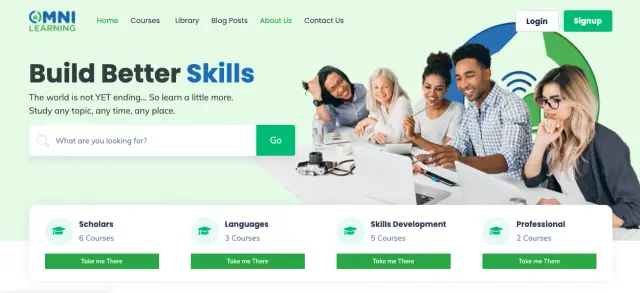 OMNI
LEARNING
Home Courses Library Blog Posts About Us Contact Us
Login
Signup
Build Better Skills
The world is not YET ending... So learn a little more.
Study any topic, any time, any place.
What are you looking for?
Go
Scholars
6 Courses
Take me There
Languages
3 Courses
Take me There
Skills Development
5 Courses
Take me There
Professional
2 Courses
Take me There